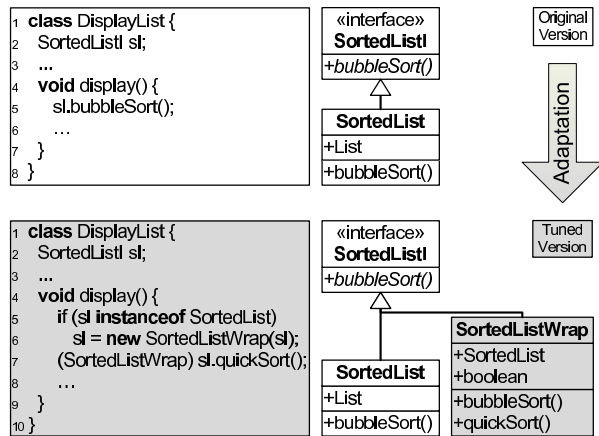 1 class DisplayList {
2 SortedListI sl;
3 ...
4 void display() {
5 sl.bubbleSort();
6 ...
7 }
8 }
«interface»
SortedListI
+bubbleSort()
SortedList
+List
+bubbleSort()
Original
Version
Adaptation
1 class DisplayList {
2 SortedListI sl;
3 ...
4 void display() {
5 if (sl instanceof SortedList)
6 sl = new SortedListWrap(sl);
7 (SortedListWrap) sl.quickSort();
8 ...
9 }
10 }
«interface»
SortedListI
+bubbleSort()
SortedList
+List
+bubbleSort()
SortedListWrap
+SortedList
+boolean
+bubbleSort()
+quickSort()
Tuned
Version